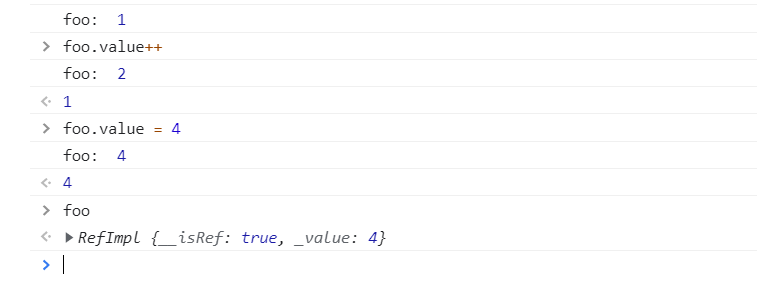 foo:  1
> foo.value++
foo:  2
<· 1
> foo.value = 4
foo:  4
<· 4
> foo
<· ▶RefImpl {__isRef: true, _value: 4}
>